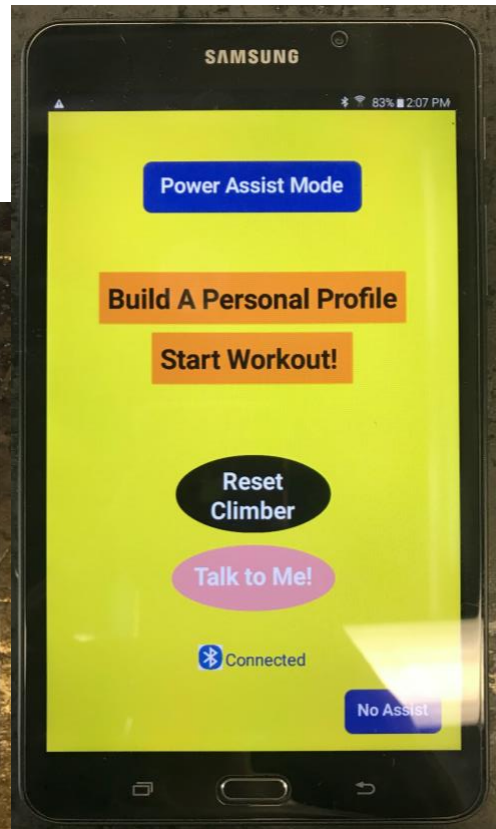 SAMSUNG
83% 2:07 PM
Power Assist Mode
Build A Personal Profile
Start Workout!
Reset
Climber
Talk to Me!
Connected
No Assist